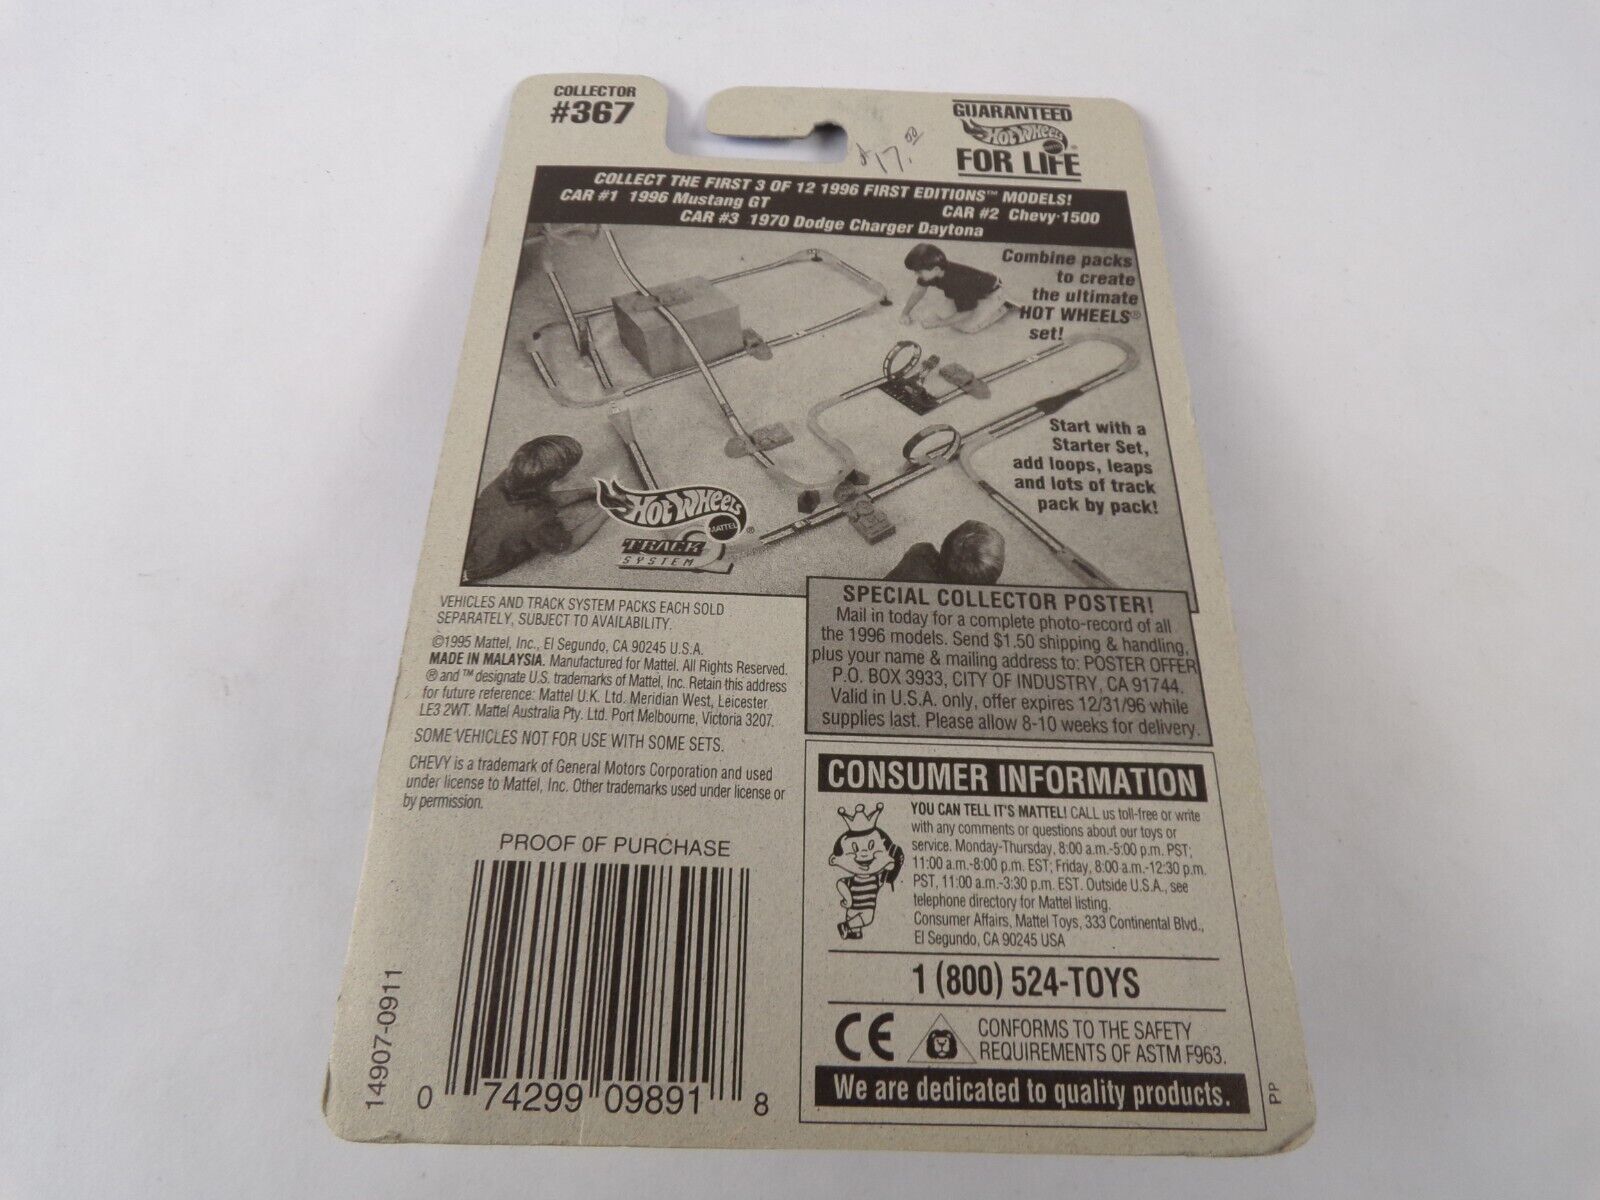 COLLECTOR
#367
$17.00
GUARANTEED
HOT WHEELS
FOR LIFE
COLLECT THE FIRST 3 OF 12 1996 FIRST EDITIONS™ MODELS!
CAR #1 1996 Mustang GT
CAR #2 Chevy 1500
CAR #3 1970 Dodge Charger Daytona
Combine packs
to create
the ultimate
HOT WHEELS®
set!
Start with a
Starter Set,
add loops, leaps
and lots of track
pack by pack!
HOT WHEELS®
MATTEL
TRACK
SYSTEM
VEHICLES AND TRACK SYSTEM PACKS EACH SOLD
SEPARATELY, SUBJECT TO AVAILABILITY.
©1995 Mattel, Inc., El Segundo, CA 90245 U.S.A.
MADE IN MALAYSIA. Manufactured for Mattel. All Rights Reserved.
® and ™ designate U.S. trademarks of Mattel, Inc. Retain this address
for future reference: Mattel U.K. Ltd. Meridian West, Leicester
LE3 2WT. Mattel Australia Pty. Ltd. Port Melbourne, Victoria 3207.
SOME VEHICLES NOT FOR USE WITH SOME SETS.
CHEVY is a trademark of General Motors Corporation and used
under license to Mattel, Inc. Other trademarks used under license or
by permission.
SPECIAL COLLECTOR POSTER!
Mail in today for a complete photo-record of all
the 1996 models. Send $1.50 shipping & handling,
plus your name & mailing address to: POSTER OFFER
P.O. BOX 3933, CITY OF INDUSTRY, CA 91744.
Valid in U.S.A. only, offer expires 12/31/96 while
supplies last. Please allow 8-10 weeks for delivery.
PROOF OF PURCHASE
14907-0911
0 74299 09891 8
CONSUMER INFORMATION
YOU CAN TELL IT'S MATTEL! CALL us toll-free or write
with any comments or questions about our toys or
service. Monday-Thursday, 8:00 a.m.-5:00 p.m. PST;
11:00 a.m.-8:00 p.m. EST; Friday, 8:00 a.m.-12:30 p.m.
PST, 11:00 a.m.-3:30 p.m. EST. Outside U.S.A., see
telephone directory for Mattel listing.
Consumer Affairs, Mattel Toys, 333 Continental Blvd.,
El Segundo, CA 90245 USA
1 (800) 524-TOYS
CE
CONFORMS TO THE SAFETY
REQUIREMENTS OF ASTM F963.
We are dedicated to quality products.
PP